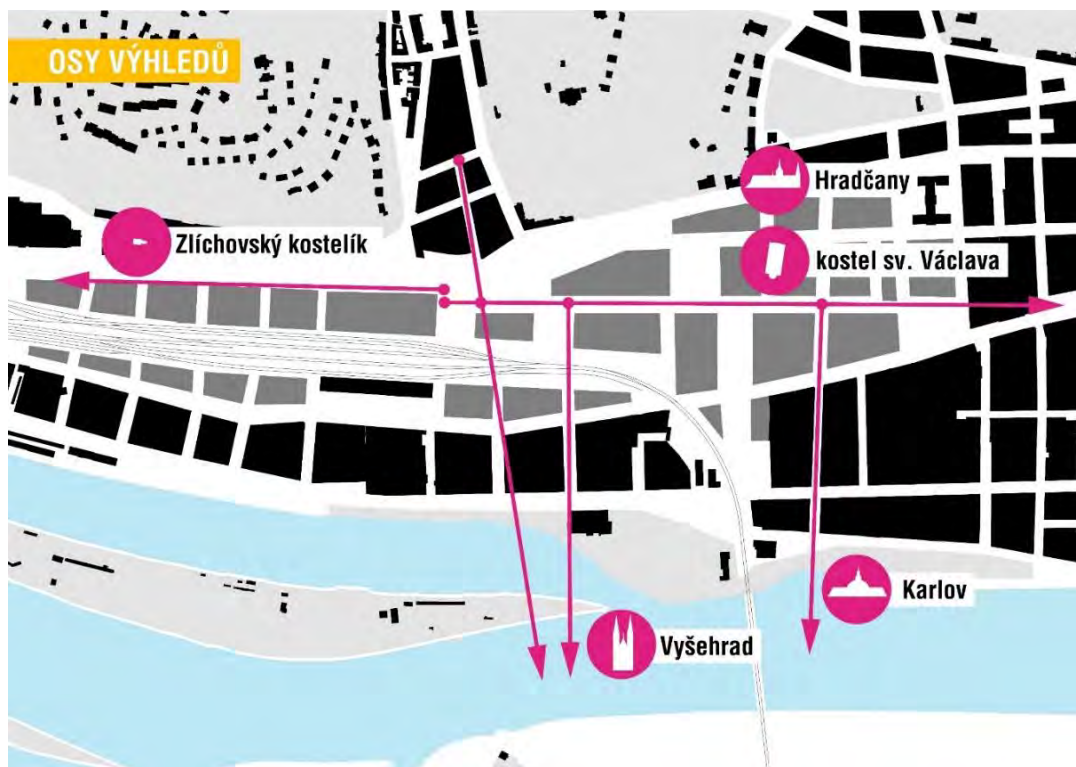 OSY VÝHLEDŮ
Hradčany
Zlíchovský kostelík
kostel sv. Václava
Karlov
Vyšehrad